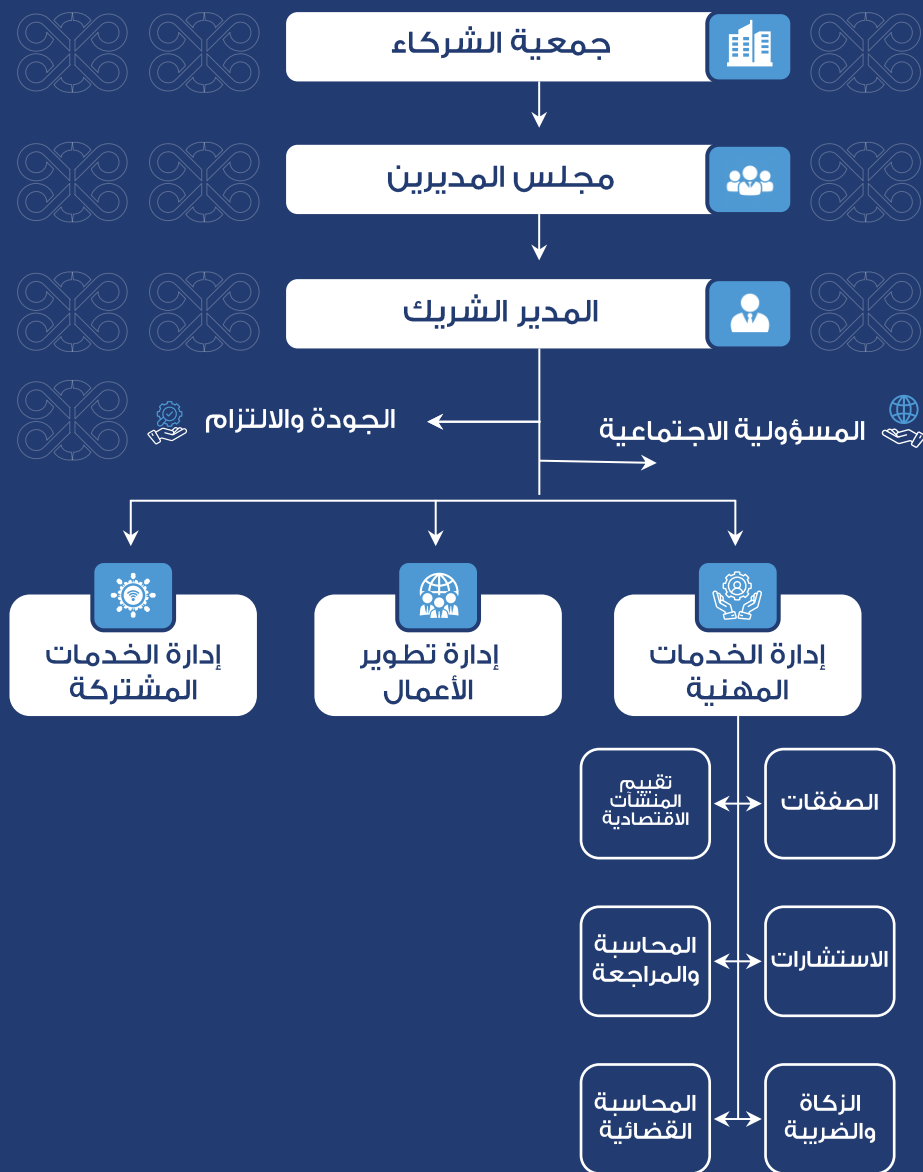 جمعية الشركاء
مجلس المديرين
المدير الشريك
المسؤولية الاجتماعية
الجودة والالتزام
إدارة الخدمات
المهنية
إدارة تطوير
الأعمال
إدارة الخدمات
المشتركة
الصفقات
تقييم
المنشآت
الاقتصادية
الاستشارات
المحاسبة
والمراجعة
الزكاة
والضريبة
المحاسبة
القضائية